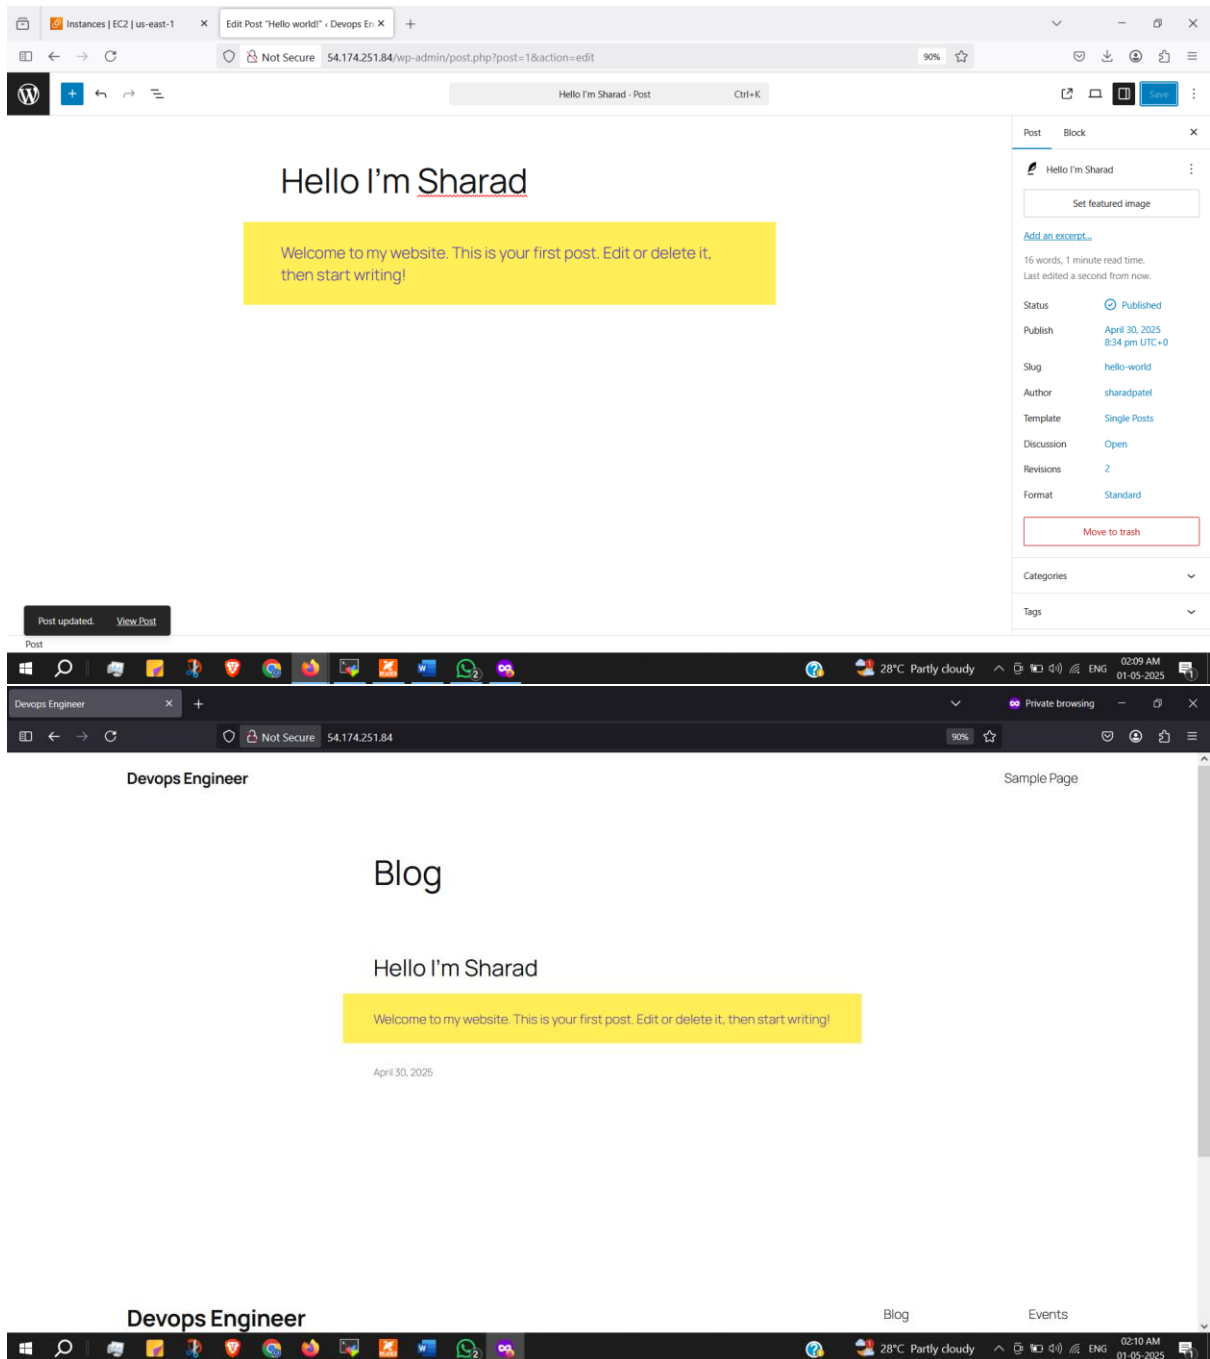 Instances | EC2 | us-east-1
Edit Post "Hello world!" ‹ Devops En
Not Secure 54.174.251.84/wp-admin/post.php?post=1&action=edit 90%
Hello I'm Sharad · Post Ctrl+K
Save
Post Block
Hello I'm Sharad
Set featured image
Add an excerpt...
16 words, 1 minute read time.
Last edited a second from now.
Status Published
Publish April 30, 2025
8:34 pm UTC+0
Slug hello-world
Author sharadpatel
Template Single Posts
Discussion Open
Revisions 2
Format Standard
Move to trash
Categories
Tags
Hello I'm Sharad
Welcome to my website. This is your first post. Edit or delete it,
then start writing!
Post updated. View Post
Post
28°C Partly cloudy ENG 02:09 AM
01-05-2025
Devops Engineer
Private browsing
Not Secure 54.174.251.84 90%
Devops Engineer Sample Page
Blog
Hello I'm Sharad
Welcome to my website. This is your first post. Edit or delete it, then start writing!
April 30, 2025
Devops Engineer Blog Events
28°C Partly cloudy ENG 02:10 AM
01-05-2025